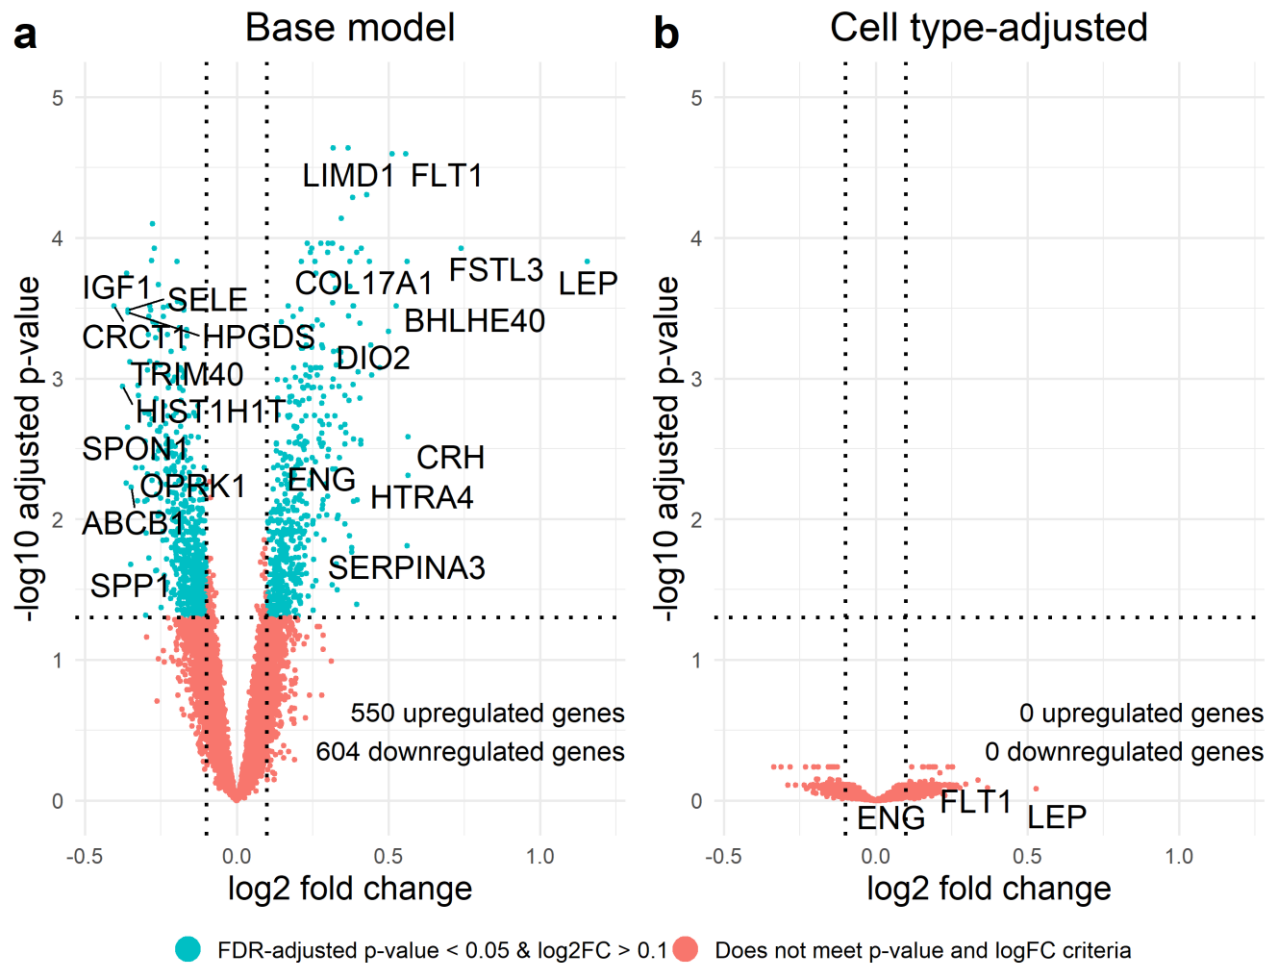 a
Base model
b
Cell type-adjusted
5
4
3
2
1
0
-log10 adjusted p-value
LIMD1
FLT1
IGF1
SELE
COL17A1
FSTL3
LEP
CRCT1
HPGDS
BHLHE40
DIO2
TRIM40
HIST1H1T
SPON1
CRH
OPRK1
ENG
HTRA4
ABCB1
SPP1
SERPINA3
550 upregulated genes
604 downregulated genes
-0.5
0.0
0.5
1.0
log2 fold change
5
4
3
2
1
0
-log10 adjusted p-value
0 upregulated genes
0 downregulated genes
ENG
FLT1
LEP
-0.5
0.0
0.5
1.0
log2 fold change
FDR-adjusted p-value < 0.05 & log2FC > 0.1
Does not meet p-value and logFC criteria